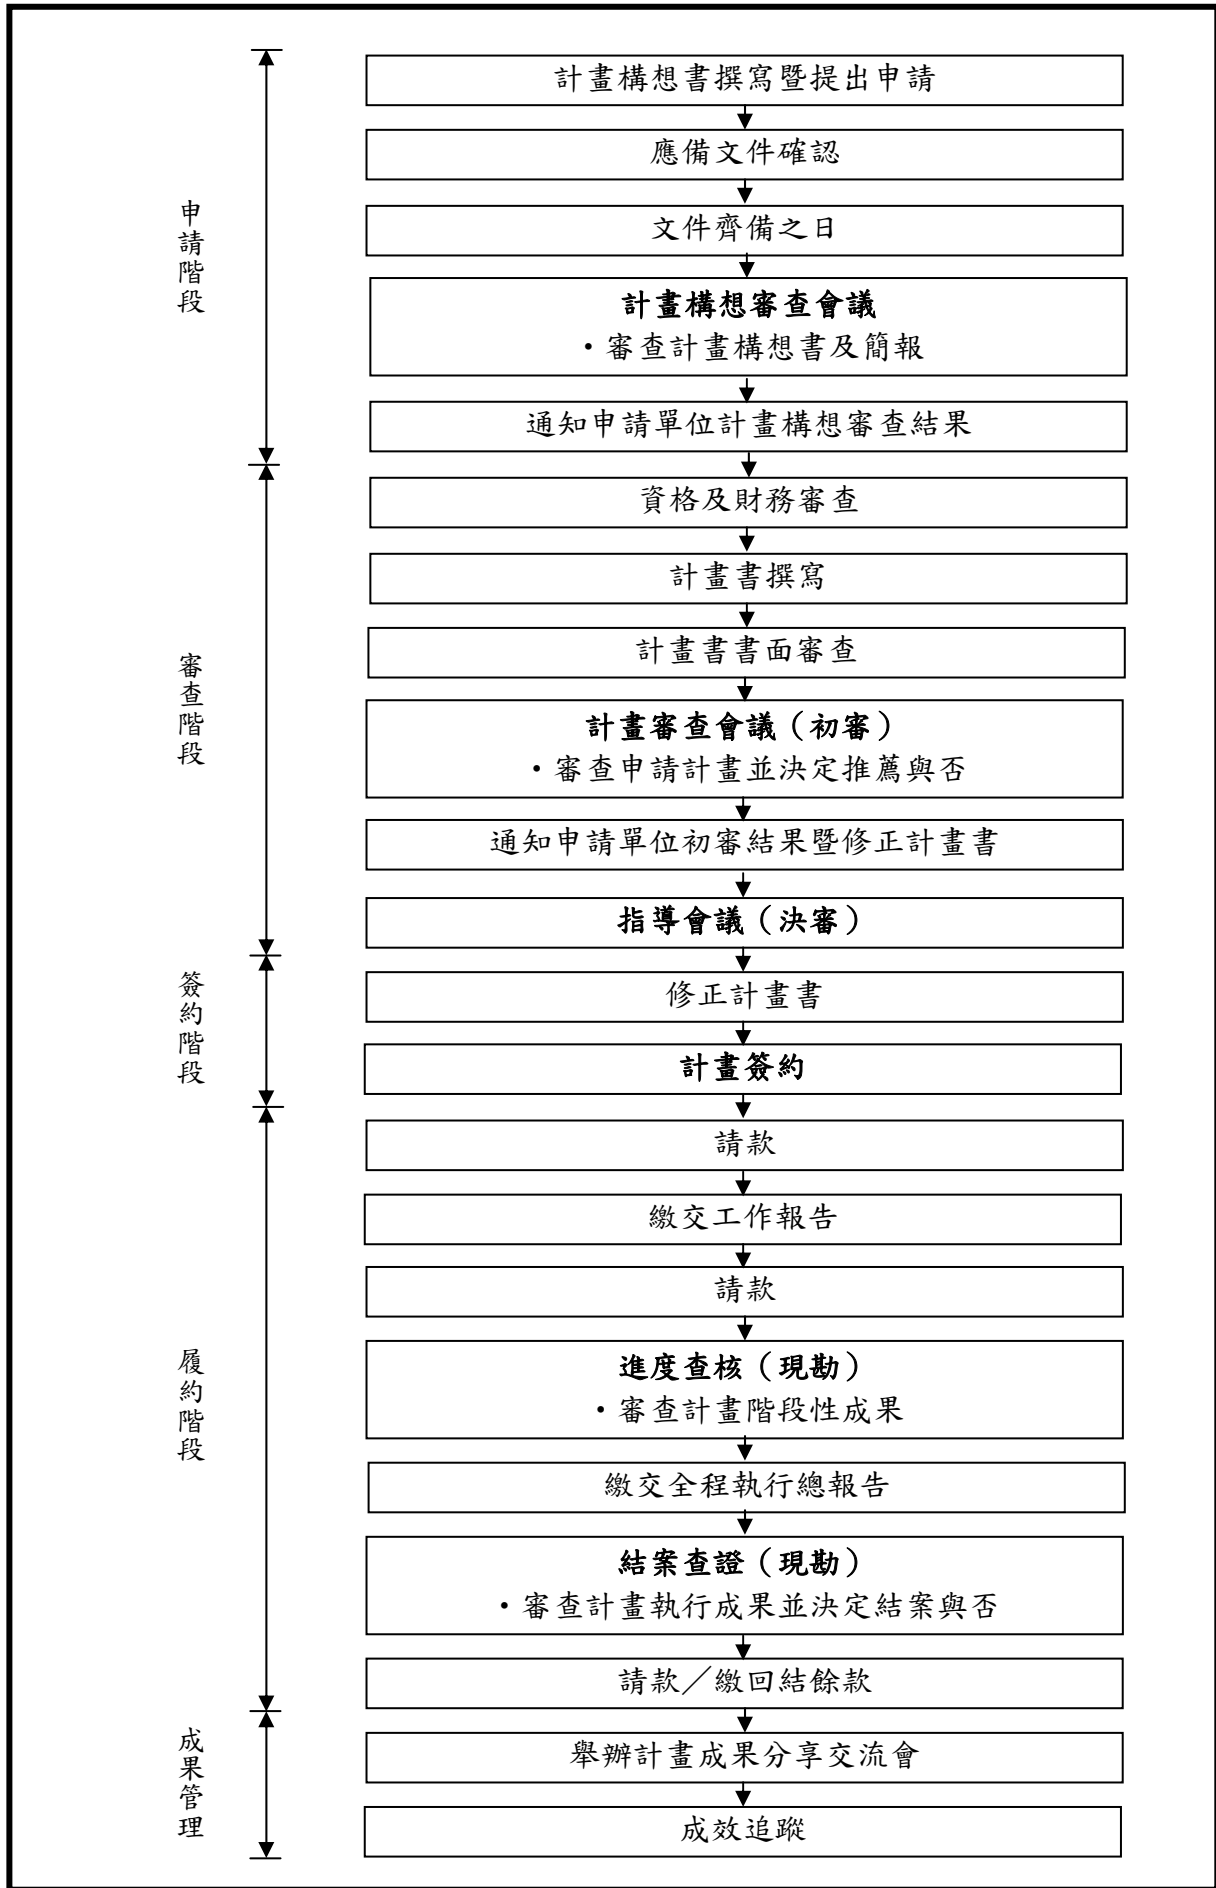 申請階段
計畫構想書撰寫暨提出申請
應備文件確認
文件齊備之日
計畫構想審查會議
・審查計畫構想書及簡報
通知申請單位計畫構想審查結果
審查階段
資格及財務審查
計畫書撰寫
計畫書書面審查
計畫審查會議（初審）
・審查申請計畫並決定推薦與否
通知申請單位初審結果暨修正計畫書
指導會議（決審）
簽約階段
修正計畫書
計畫簽約
履約階段
請款
繳交工作報告
請款
進度查核（現勘）
・審查計畫階段性成果
繳交全程執行總報告
結案查證（現勘）
・審查計畫執行成果並決定結案與否
請款／繳回結餘款
成果管理
舉辦計畫成果分享交流會
成效追蹤